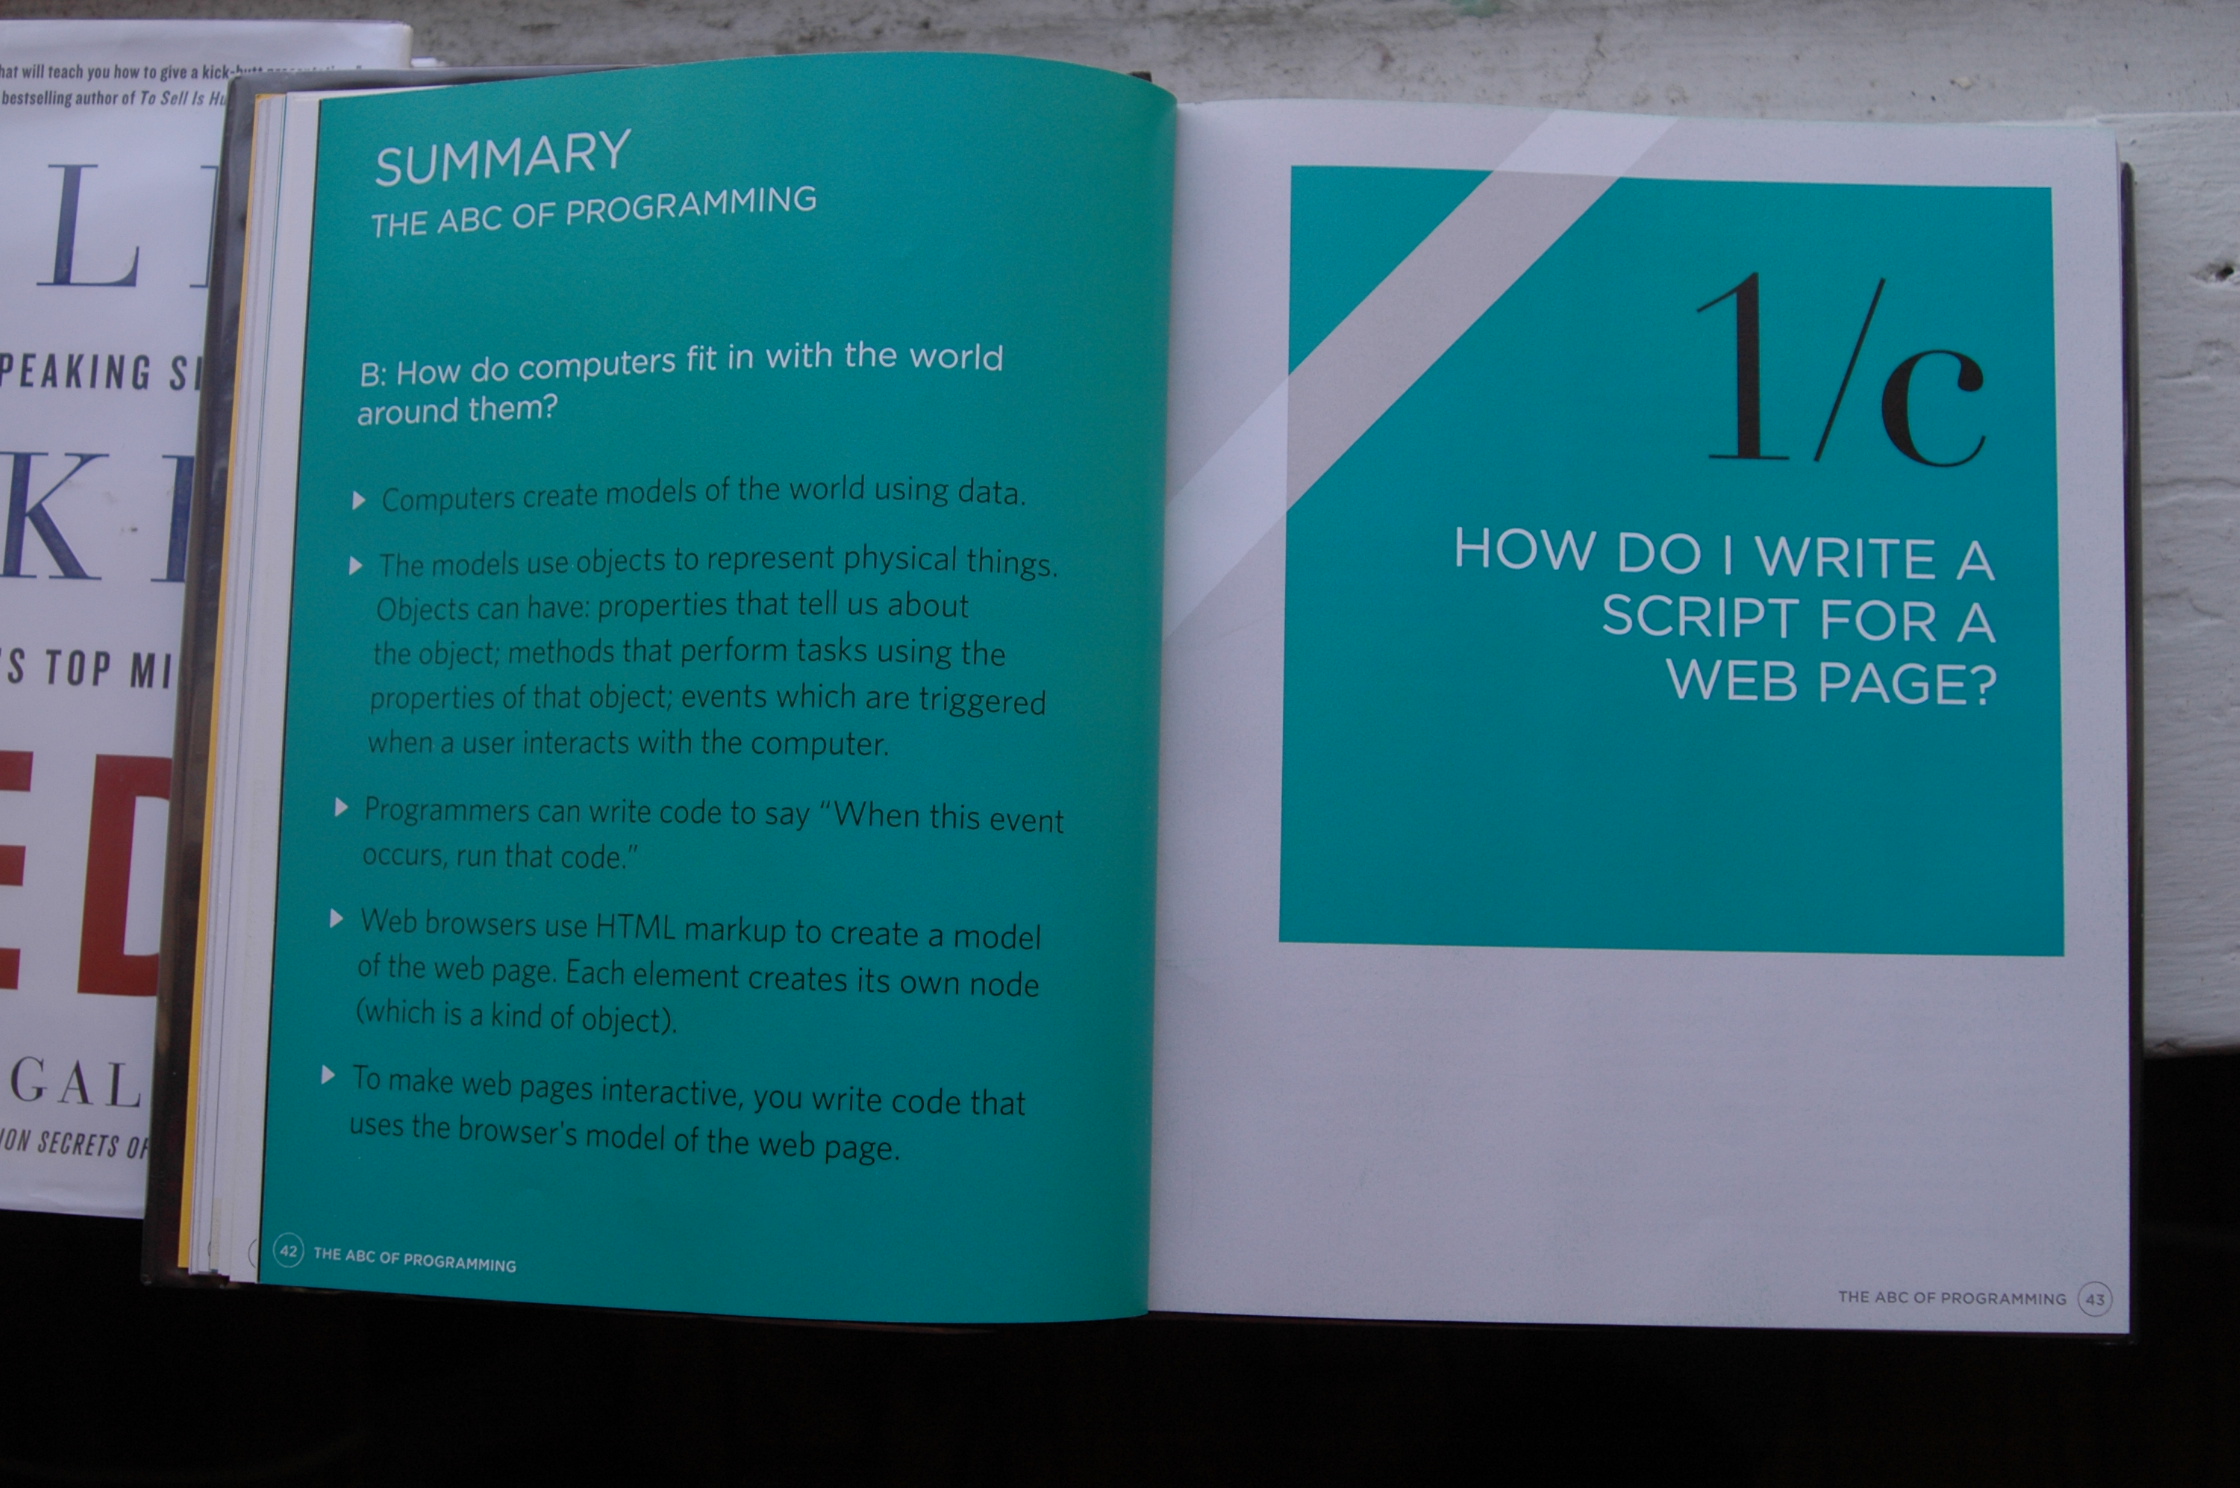 hat will teach you how to give a kick-butt
bestselling author of To Sell Is Hu
L
PEAKING
K
'S TOP MI
ED
GAL
ION SECRETS OF
SUMMARY
THE ABC OF PROGRAMMING
B: How do computers fit in with the world
around them?
Computers create models of the world using data.
The models use objects to represent physical things.
Objects can have: properties that tell us about
the object; methods that perform tasks using the
properties of that object; events which are triggered
when a user interacts with the computer.
Programmers can write code to say “When this event
occurs, run that code.”
Web browsers use HTML markup to create a model
of the web page. Each element creates its own node
(which is a kind of object).
To make web pages interactive, you write code that
uses the browser's model of the web page.
42 THE ABC OF PROGRAMMING
1/c
HOW DO I WRITE A
SCRIPT FOR A
WEB PAGE?
THE ABC OF PROGRAMMING 43